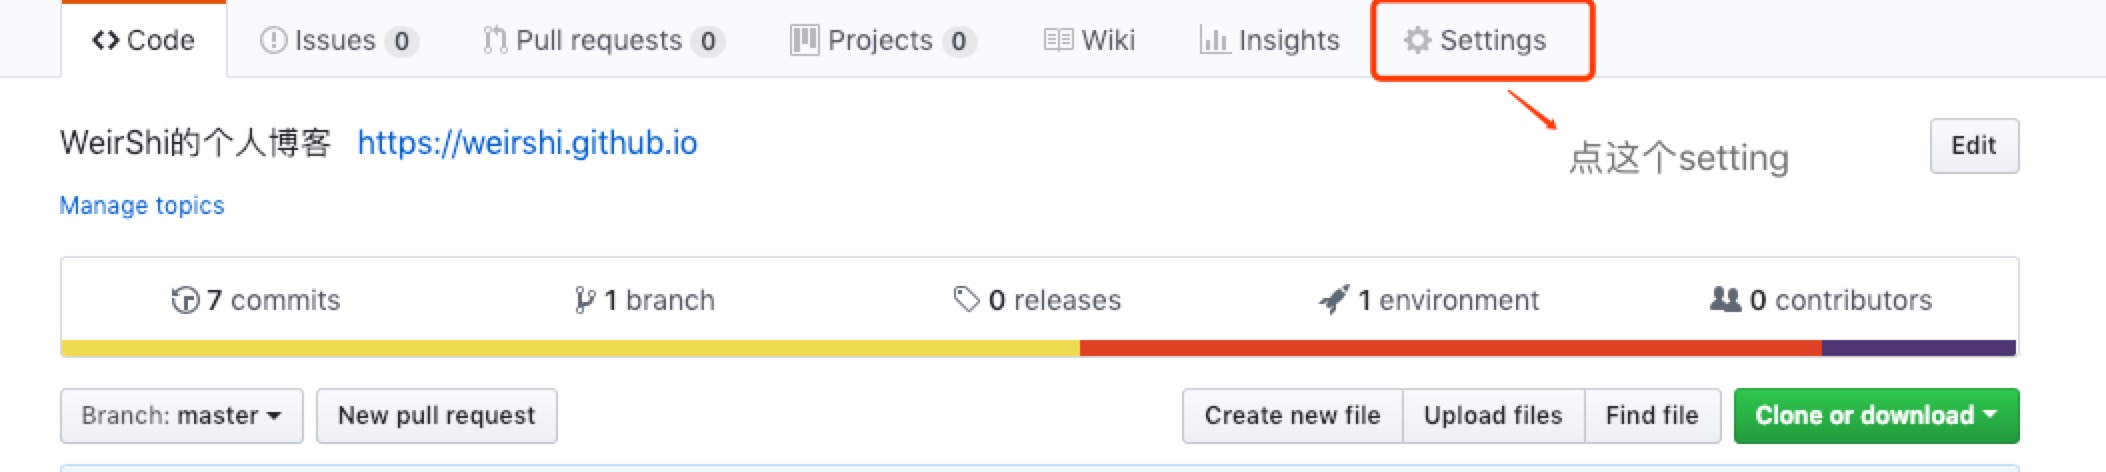 Code Issues 0 Pull requests 0 Projects 0 Wiki Insights Settings
WeirShi的个人博客 https://weirshi.github.io
点这个setting
Edit
Manage topics
7 commits 1 branch 0 releases 1 environment 0 contributors
Branch: master New pull request Create new file Upload files Find file Clone or download